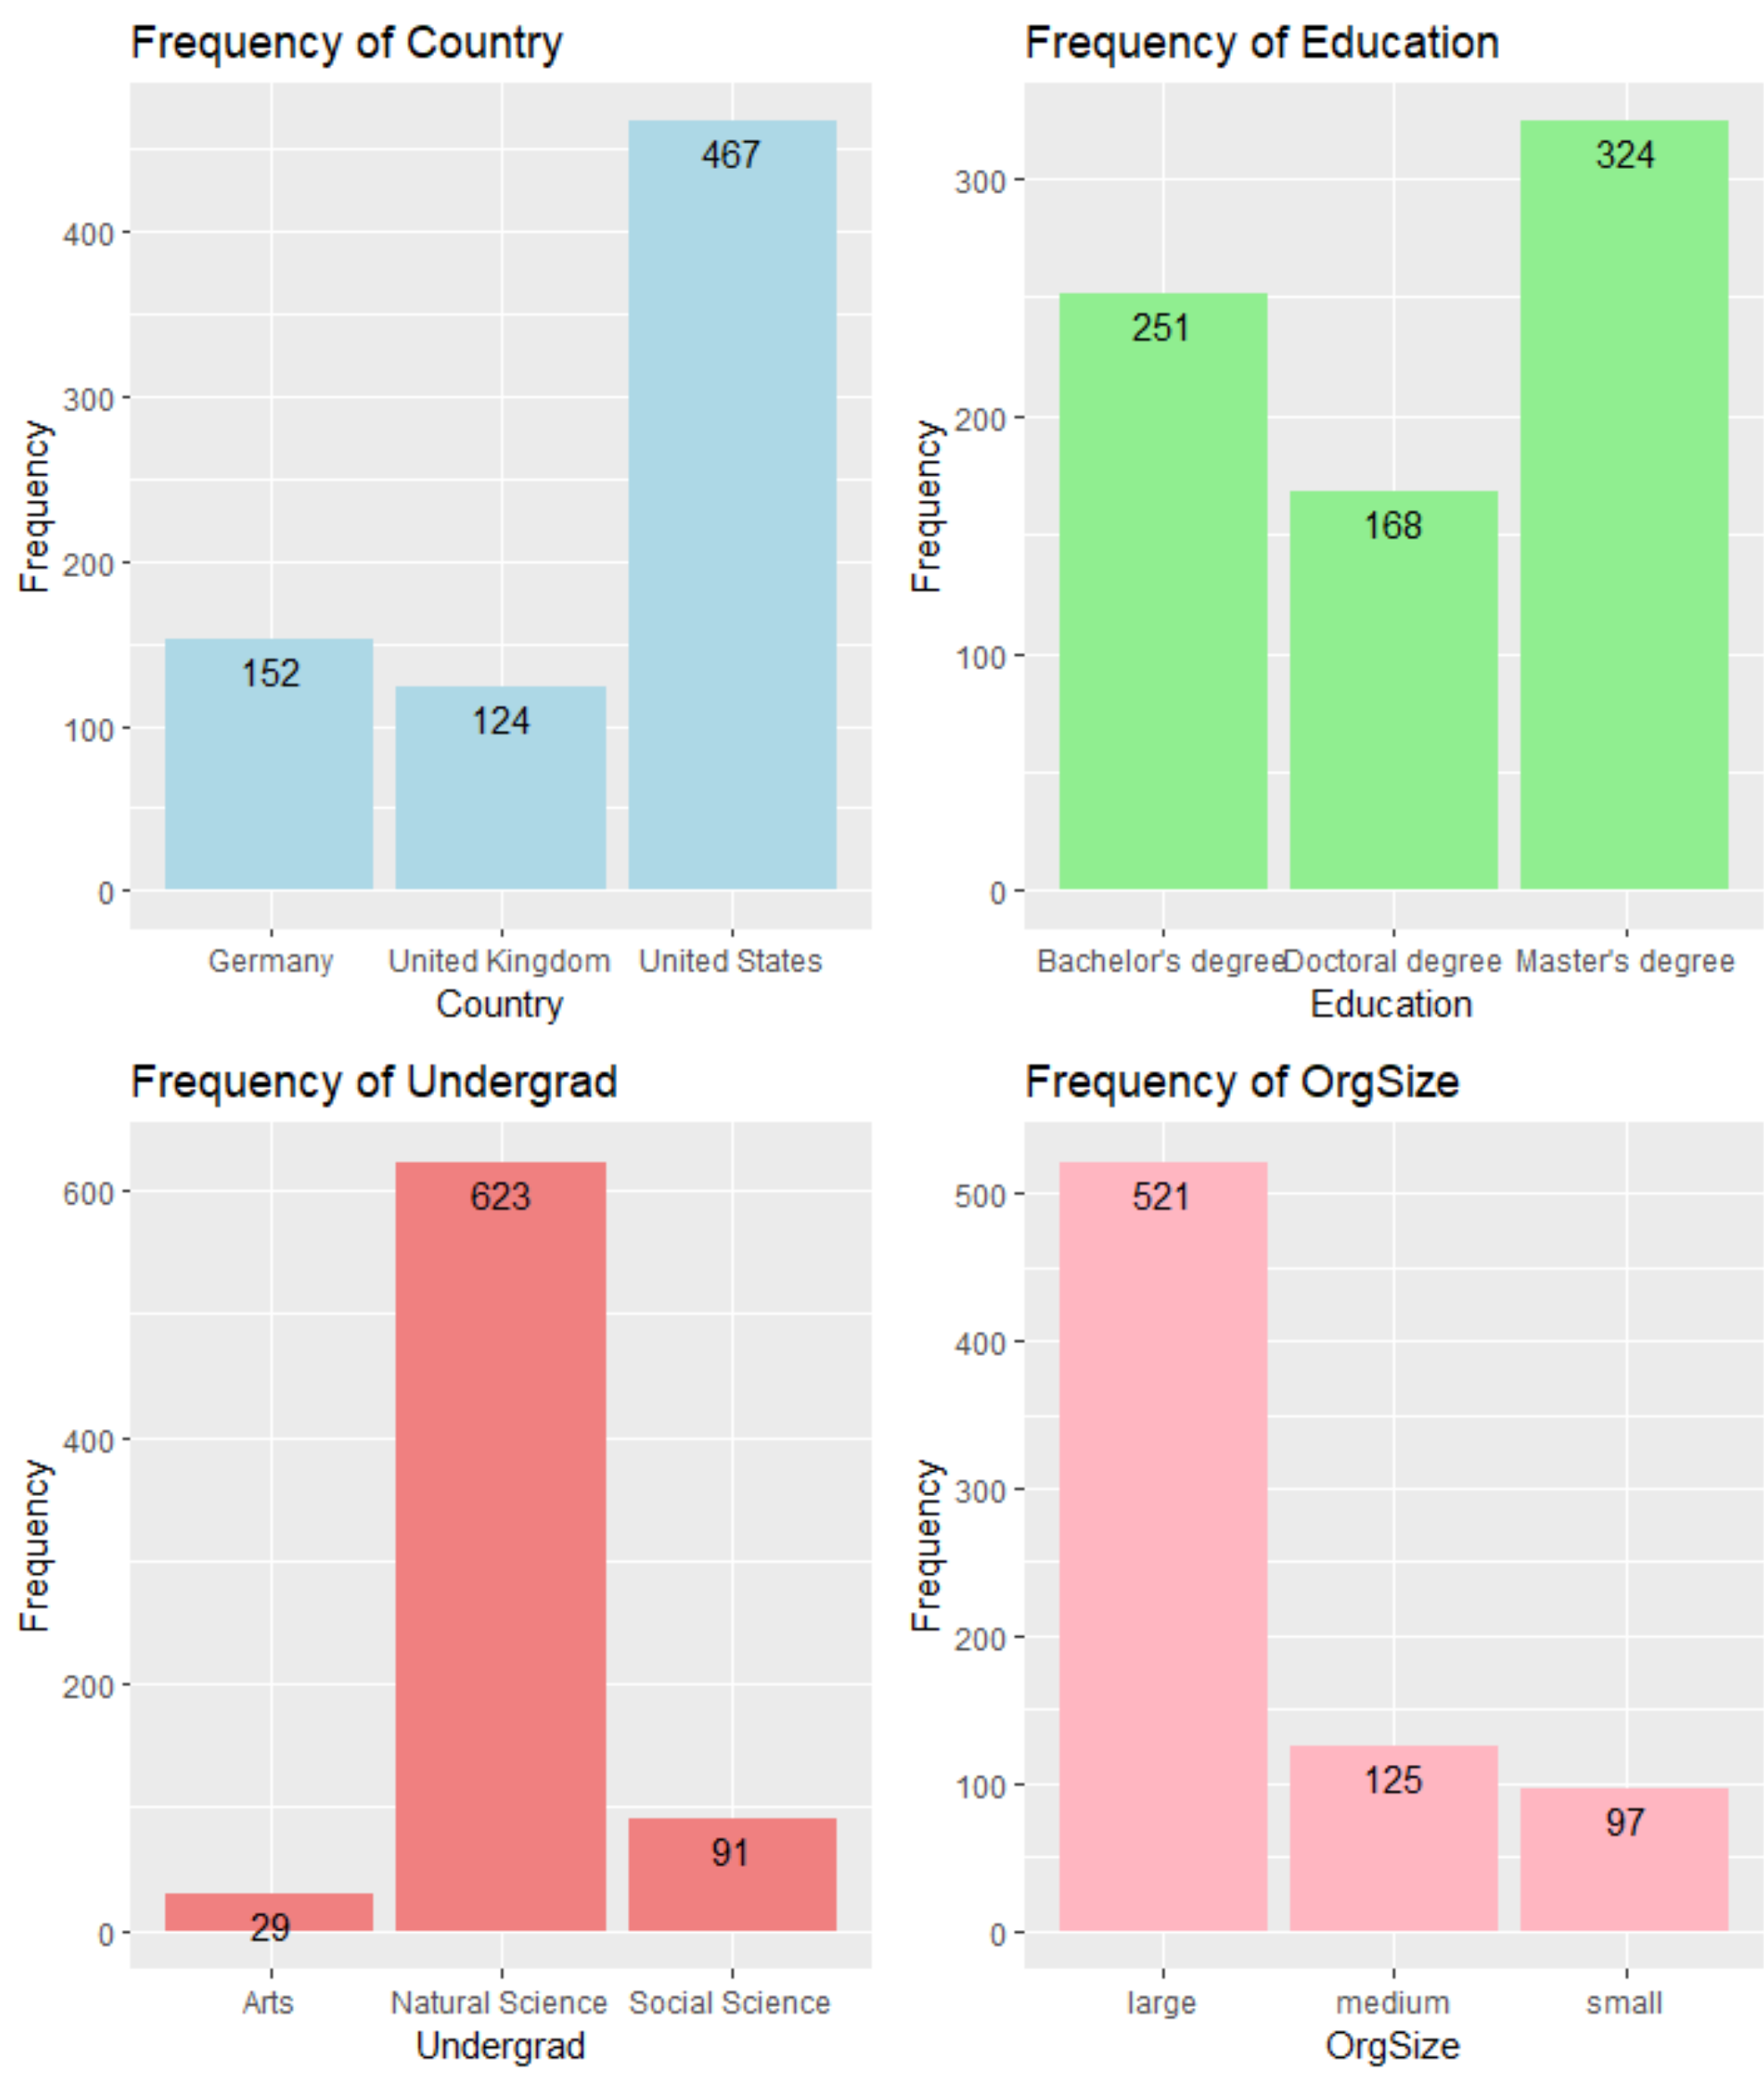 Frequency of Country
Frequency
400
300
200
100
0
467
152
124
Germany United Kingdom United States
Country
Frequency of Education
Frequency
300
200
100
0
324
251
168
Bachelor's degree Doctoral degree Master's degree
Education
Frequency of Undergrad
Frequency
600
400
200
0
623
91
29
Arts Natural Science Social Science
Undergrad
Frequency of OrgSize
Frequency
500
400
300
200
100
0
521
125
97
large medium small
OrgSize